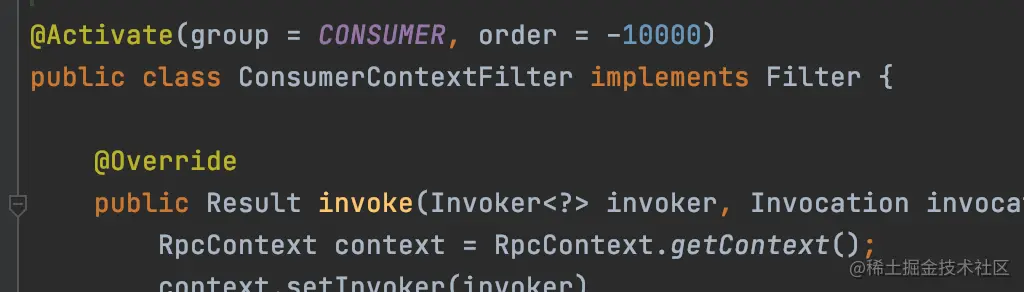 @Activate(group = CONSUMER, order = -10000)
public class ConsumerContextFilter implements Filter {
@Override
public Result invoke(Invoker<?> invoker, Invocation invoca
RpcContext context = RpcContext.getContext();
context.setInvoker(invoker)
@稀土掘金技术社区